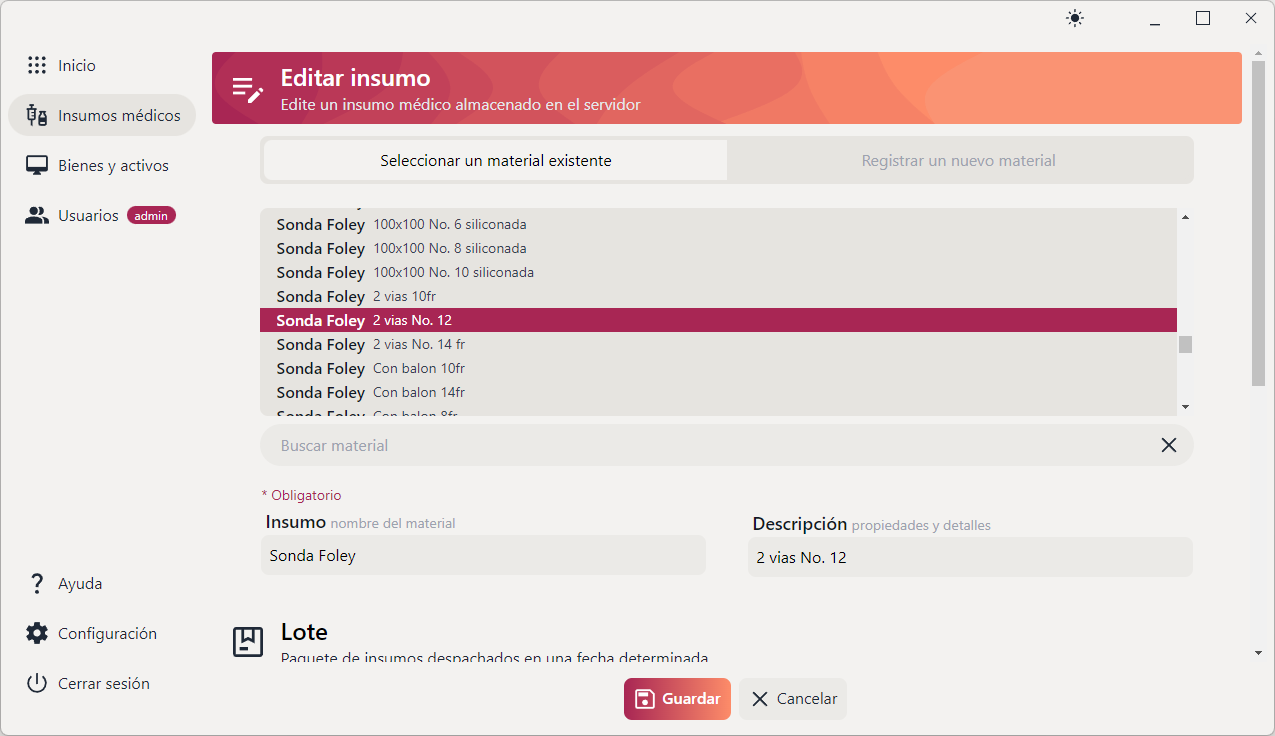 Inicio
Insumos médicos
Bienes y activos
Usuarios admin
Ayuda
Configuración
Cerrar sesión
Editar insumo
Edite un insumo médico almacenado en el servidor
Seleccionar un material existente
Registrar un nuevo material
Sonda Foley 100x100 No. 6 siliconada
Sonda Foley 100x100 No. 8 siliconada
Sonda Foley 100x100 No. 10 siliconada
Sonda Foley 2 vias 10fr
Sonda Foley 2 vias No. 12
Sonda Foley 2 vias No. 14 fr
Sonda Foley Con balon 10fr
Sonda Foley Con balon 14fr
Sonda Foley Con balon 8fr
Buscar material
* Obligatorio
Insumo nombre del material
Sonda Foley
Descripción propiedades y detalles
2 vias No. 12
Lote
Paquete de insumos despachados en una fecha determinada
Guardar
Cancelar